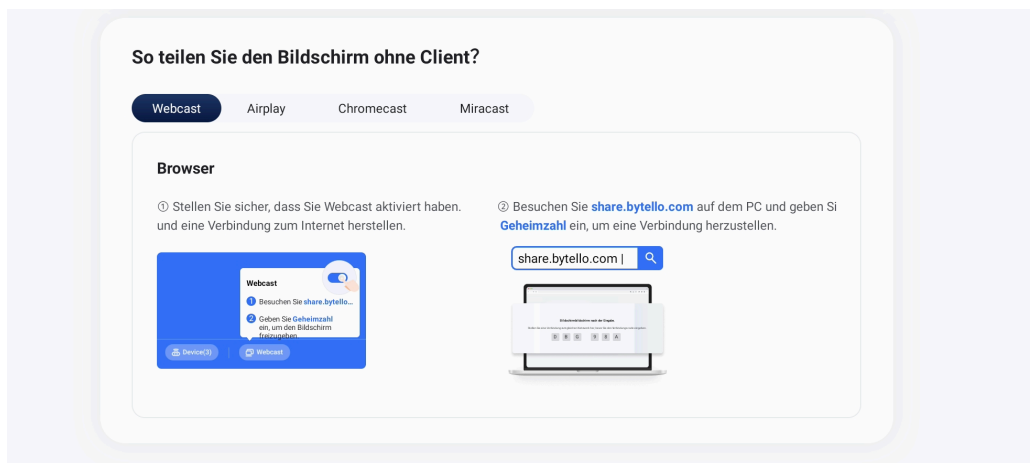 So teilen Sie den Bildschirm ohne Client?
Webcast Airplay Chromecast Miracast
Browser
① Stellen Sie sicher, dass Sie Webcast aktiviert haben.
und eine Verbindung zum Internet herstellen.
② Besuchen Sie share.bytello.com auf dem PC und geben Si
Geheimzahl ein, um eine Verbindung herzustellen.
Webcast
1 Besuchen Sie share.bytello...
2 Geben Sie Geheimzahl
ein, um den Bildschirm
freizugeben
Device(3) Webcast
share.bytello.com |